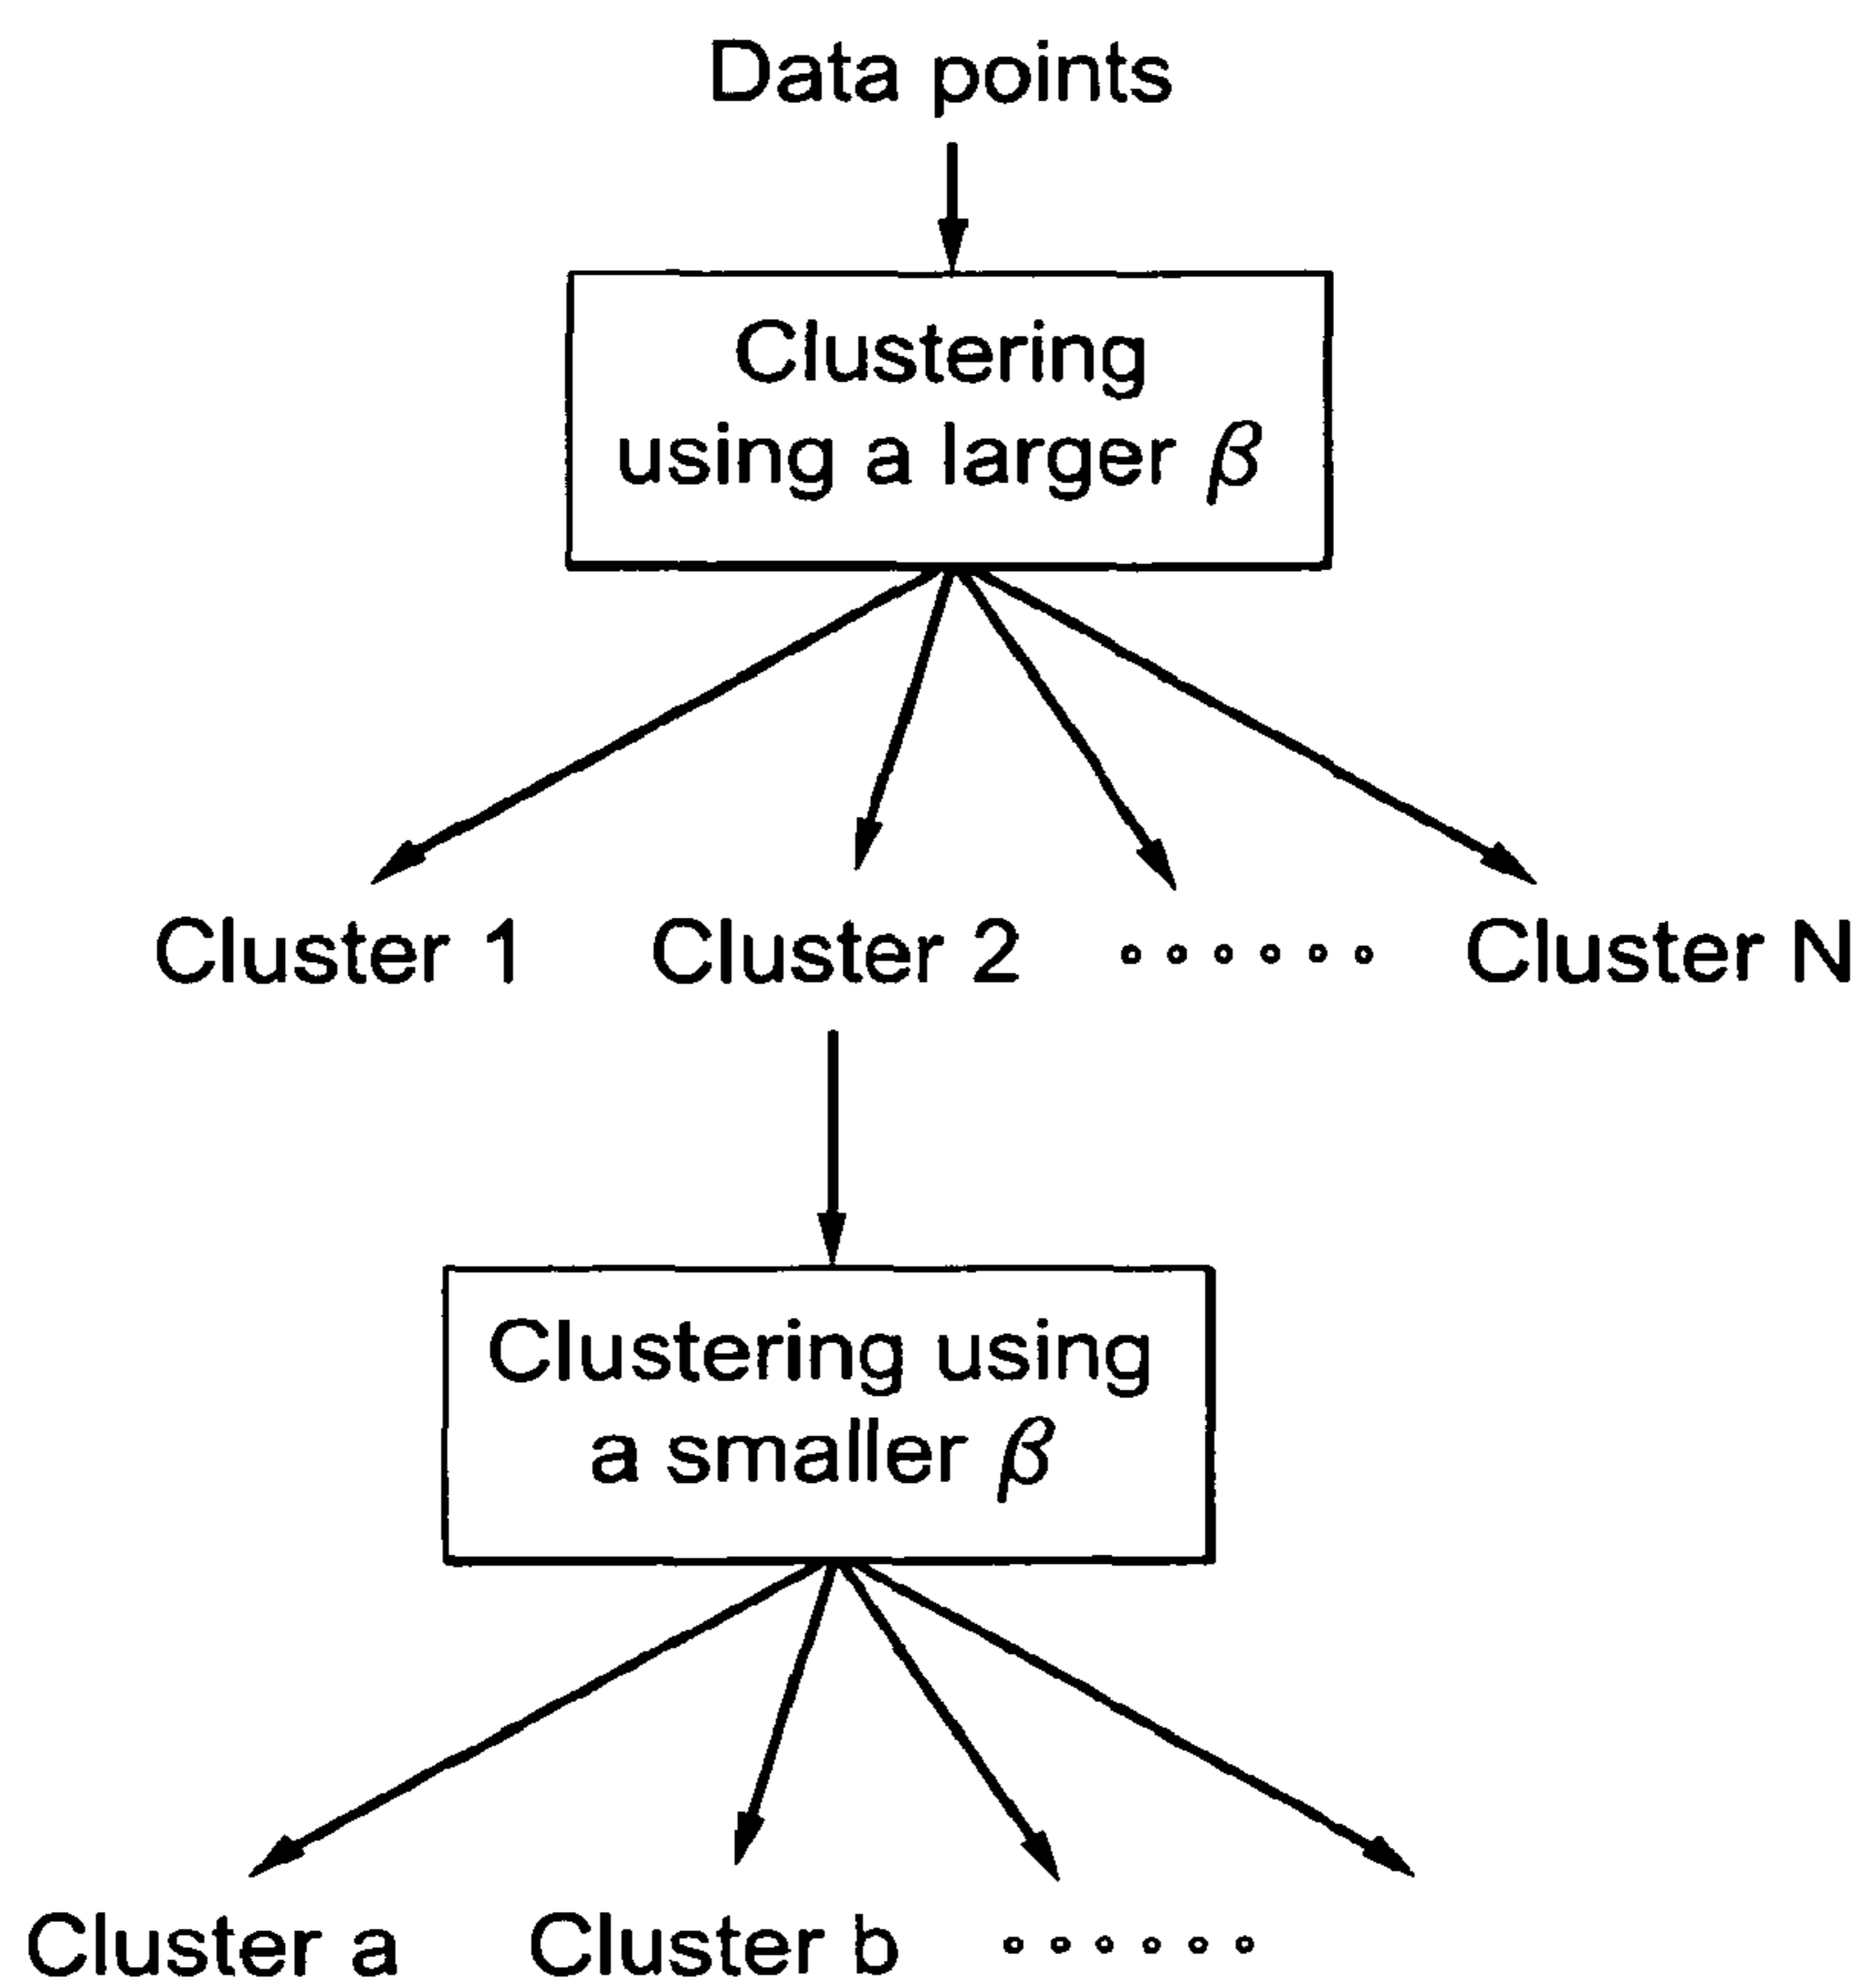 Data points
Clustering
using a larger β
Cluster 1 Cluster 2 ...... Cluster N
Clustering using
a smaller β
Cluster a Cluster b ......